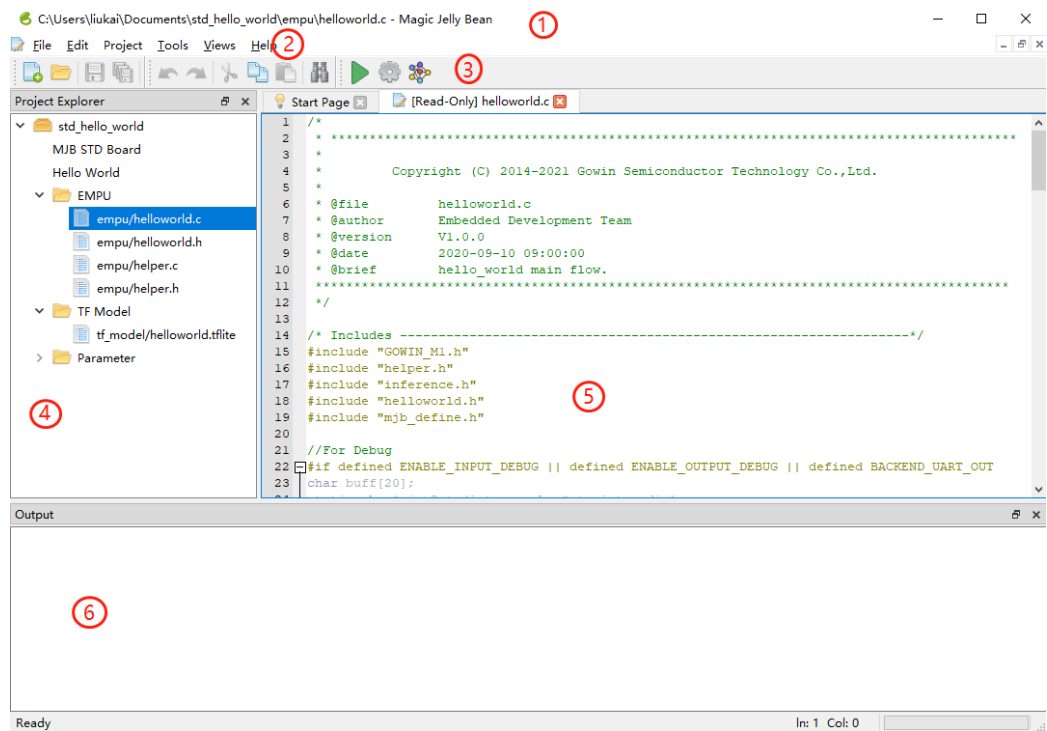 C:\Users\liukai\Documents\std_hello_world\empu\helloworld.c - Magic Jelly Bean
1
File Edit Project Tools Views Help
2
3
Project Explorer
Start Page [Read-Only] helloworld.c
std_hello_world
MJB STD Board
Hello World
EMPU
empu/helloworld.c
empu/helloworld.h
empu/helper.c
empu/helper.h
TF Model
tf_model/helloworld.tflite
Parameter
4
1 /*
2 * *****************************************************************************************
3 *
4 * Copyright (C) 2014-2021 Gowin Semiconductor Technology Co.,Ltd.
5 *
6 * @file helloworld.c
7 * @author Embedded Development Team
8 * @version V1.0.0
9 * @date 2020-09-10 09:00:00
10 * @brief hello_world main flow.
11 ******************************************************************************************
12 */
13
14 /* Includes ------------------------------------------------------------------*/
15 #include "GOWIN_M1.h"
16 #include "helper.h"
17 #include "inference.h"
18 #include "helloworld.h"
19 #include "mjb_define.h"
20
21 //For Debug
22 #if defined ENABLE_INPUT_DEBUG || defined ENABLE_OUTPUT_DEBUG || defined BACKEND_UART_OUT
23 char buff[20];
5
Output
6
Ready
ln: 1 Col: 0